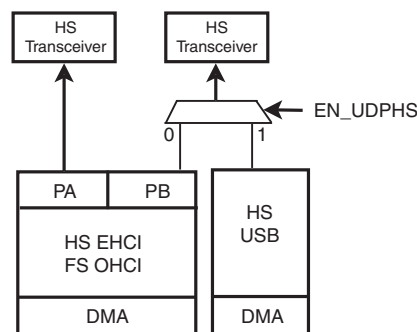 HS
Transceiver
HS
Transceiver
EN_UDPHS
0
1
PA
PB
HS EHCI
FS OHCI
HS
USB
DMA
DMA